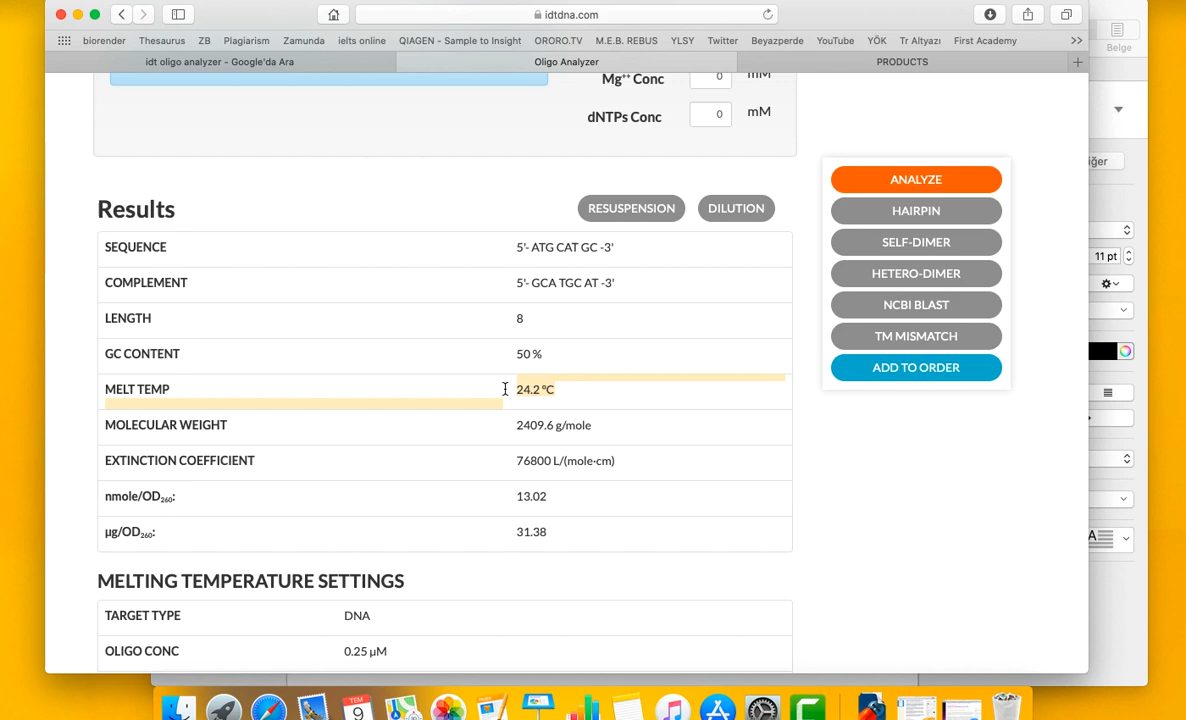 idtdna.com
Belge
biorender Thesaurus ZB Plagiarism Zamunda ielts online QIAGEN - Sample to Insight ORORO.TV M.E.B. REBUS YLSY Twitter Beyazperde YouTube YÖK Tr Altyazı First Academy >>
idt oligo analyzer - Google'da Ara Oligo Analyzer PRODUCTS +
Mg++ Conc 0 mM
dNTPs Conc 0 mM
iğer
ANALYZE
HAIRPIN
SELF-DIMER
HETERO-DIMER
NCBI BLAST
TM MISMATCH
ADD TO ORDER
11 pt
Results RESUSPENSION DILUTION
SEQUENCE 5'- ATG CAT GC -3'
COMPLEMENT 5'- GCA TGC AT -3'
LENGTH 8
GC CONTENT 50 %
MELT TEMP 24.2 ºC
MOLECULAR WEIGHT 2409.6 g/mole
EXTINCTION COEFFICIENT 76800 L/(mole·cm)
nmole/OD260: 13.02
µg/OD260: 31.38
A
MELTING TEMPERATURE SETTINGS
TARGET TYPE DNA
OLIGO CONC 0.25 µM
TEM
9